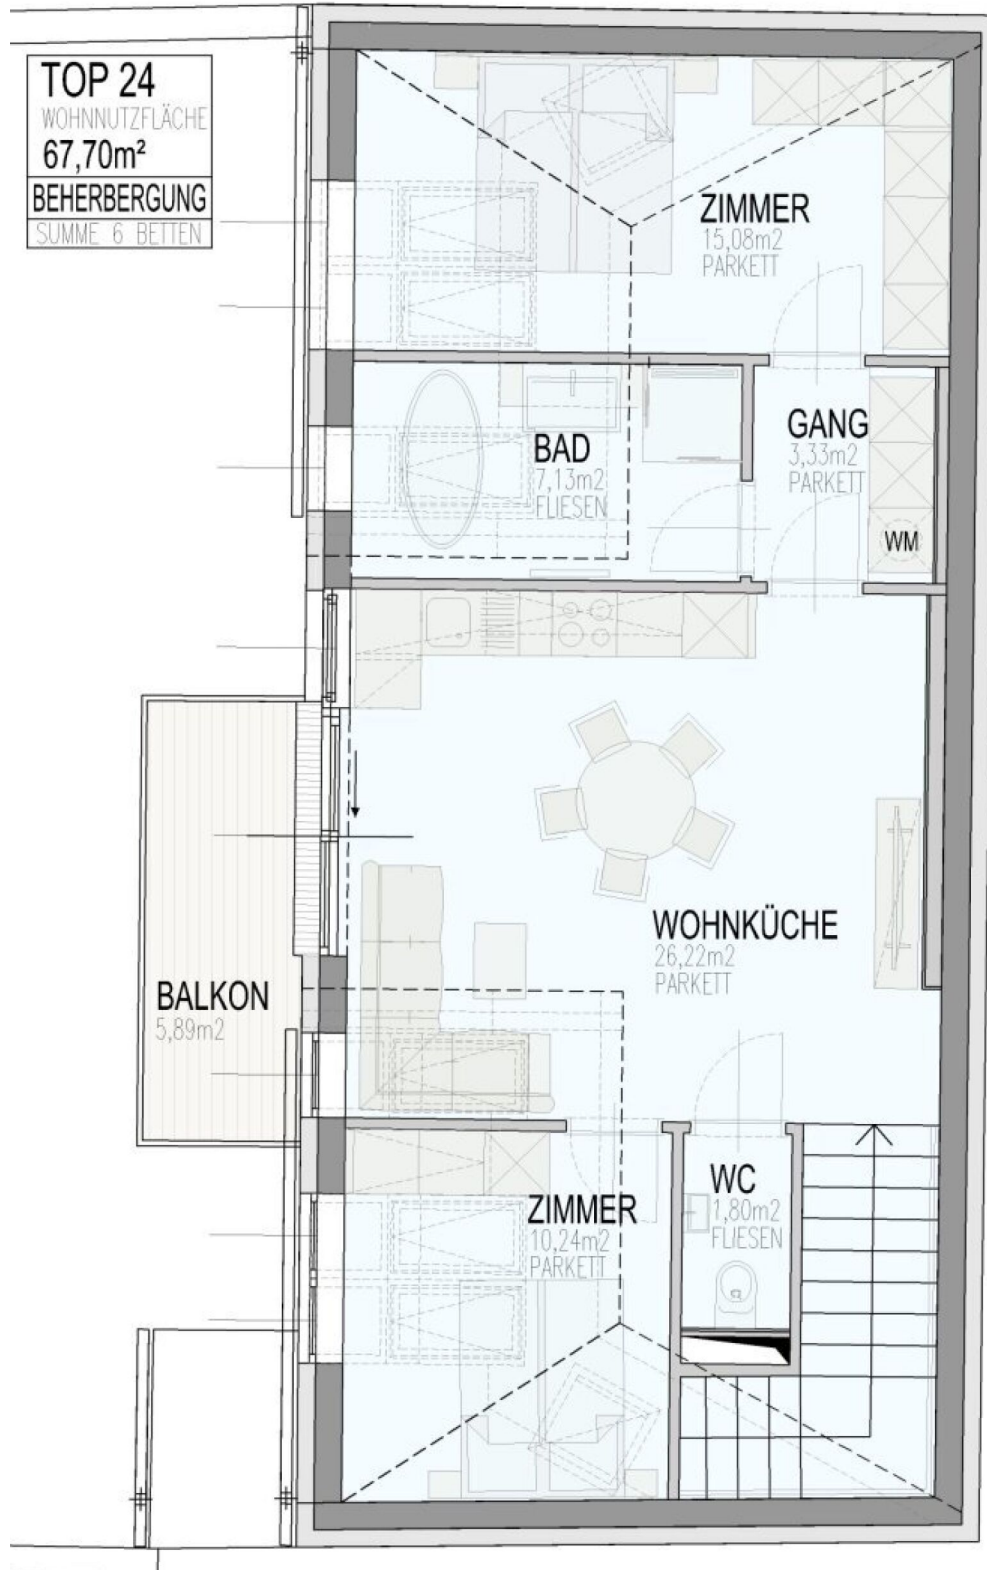 TOP 24
WOHNNUTZFLÄCHE
67,70m²
BEHERBERGUNG
SUMME 6 BETTEN
ZIMMER
15,08m2
PARKETT
GANG
3,33m2
PARKETT
BAD
7,13m2
FLIESEN
WM
WOHNKÜCHE
26,22m2
PARKETT
BALKON
5,89m2
WC
1,80m2
FLIESEN
ZIMMER
10,24m2
PARKETT